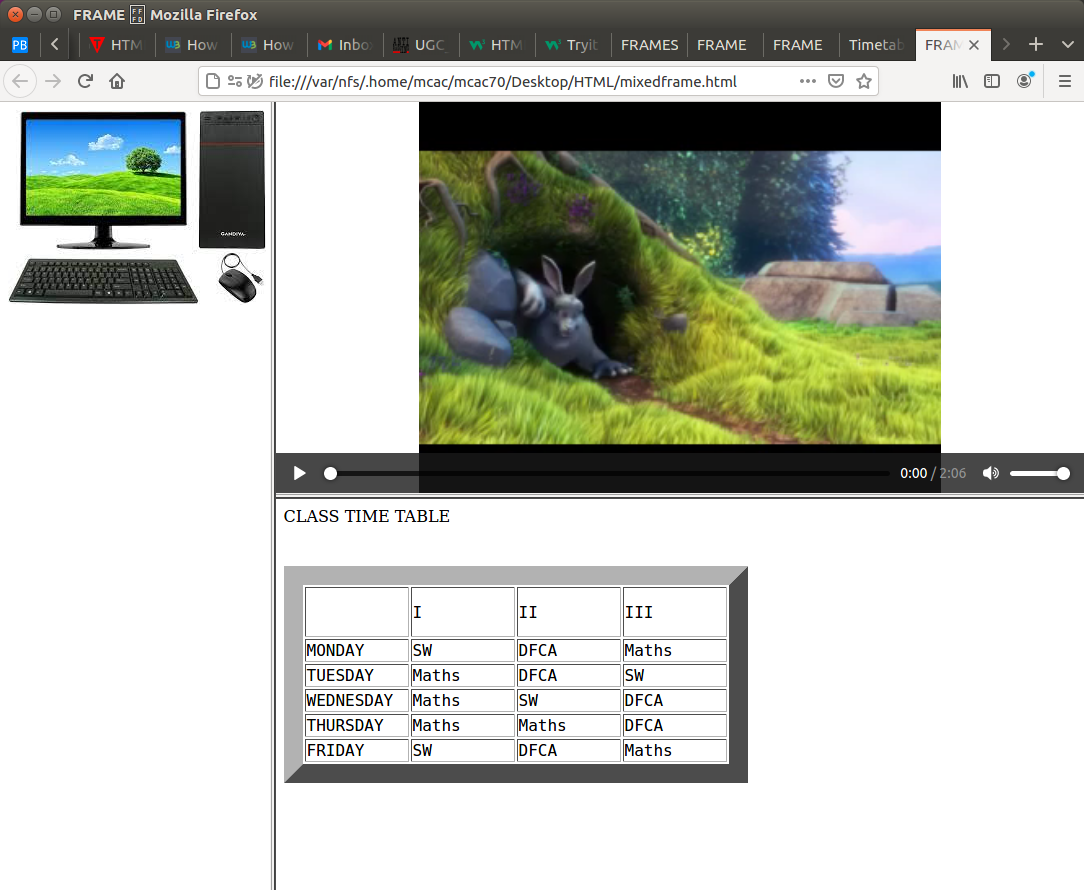 FRAME FFFD Mozilla Firefox
PB HTM How How Inbo UGC HTM Tryit FRAMES FRAME FRAME Timetab FRAM
file:///var/nfs/.home/mcac/mcac70/Desktop/HTML/mixedframe.html
GANDIVA
0:00 / 2:06
CLASS TIME TABLE
I II III
MONDAY SW DFCA Maths
TUESDAY Maths DFCA SW
WEDNESDAY Maths SW DFCA
THURSDAY Maths Maths DFCA
FRIDAY SW DFCA Maths